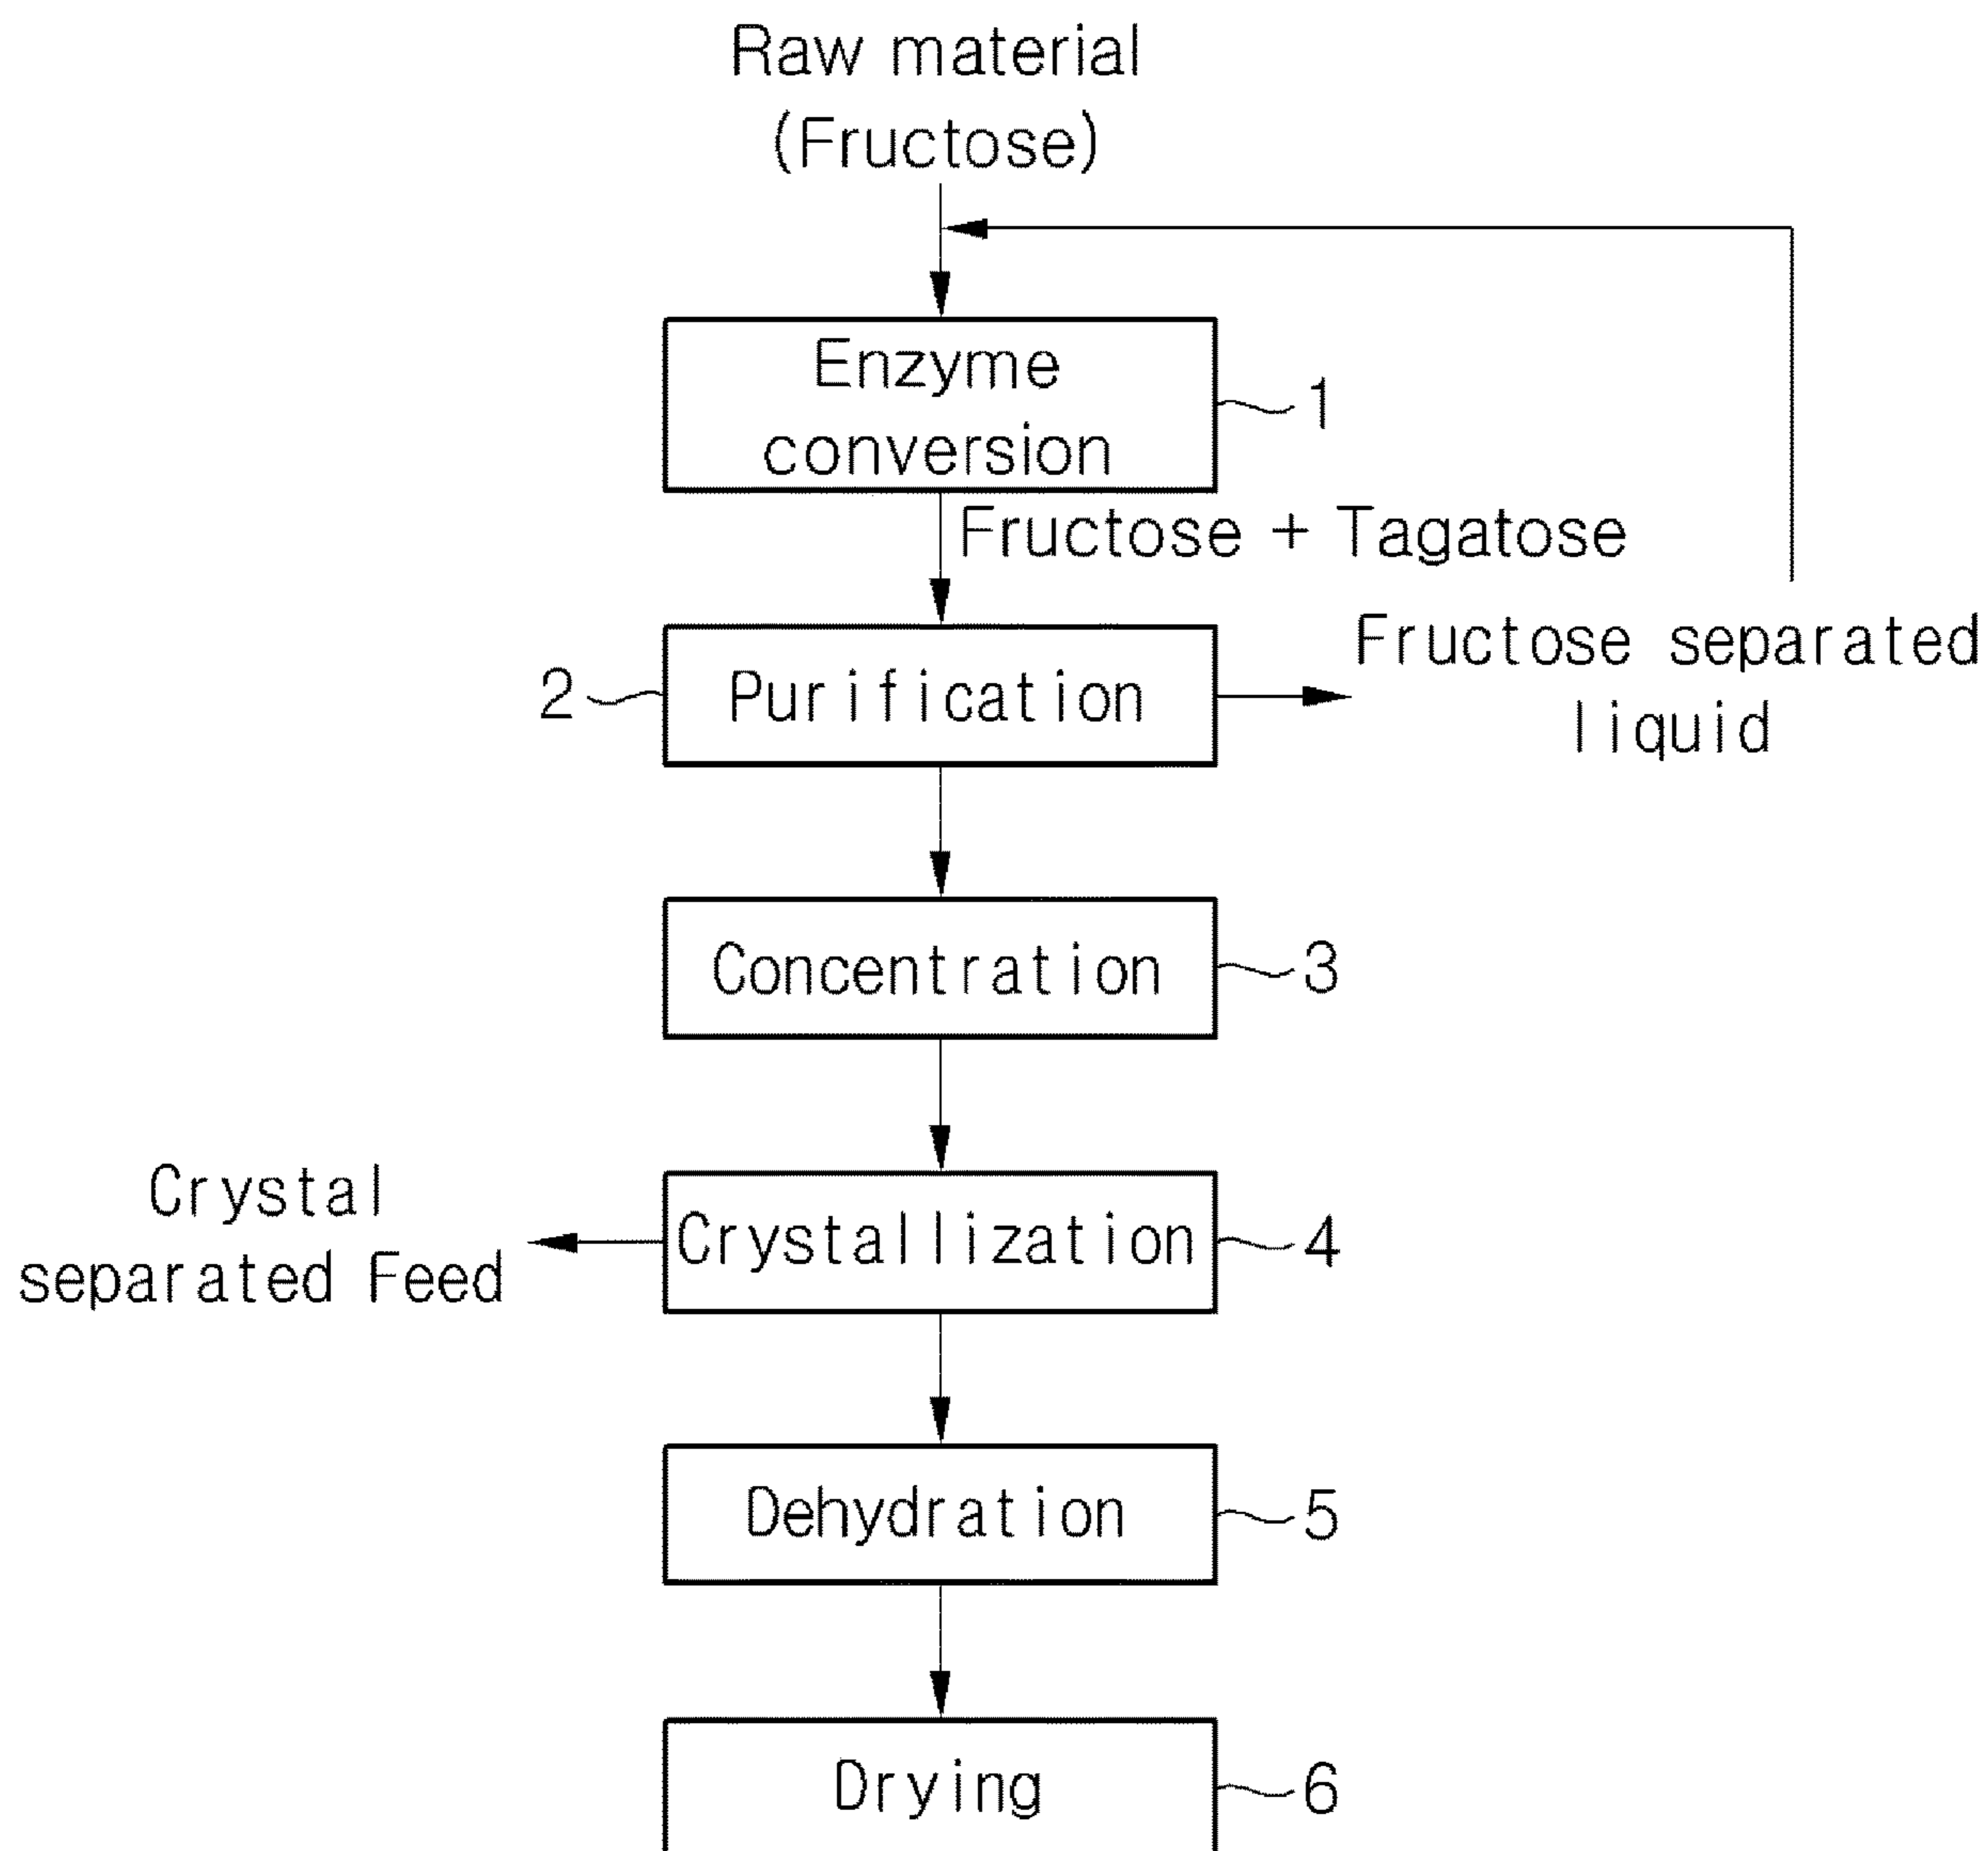 Raw material
(Fructose)
Enzyme
conversion
1
Fructose + Tagatose
Fructose separated
liquid
2
Purification
Concentration
3
Crystal
separated Feed
Crystallization
4
Dehydration
5
Drying
6